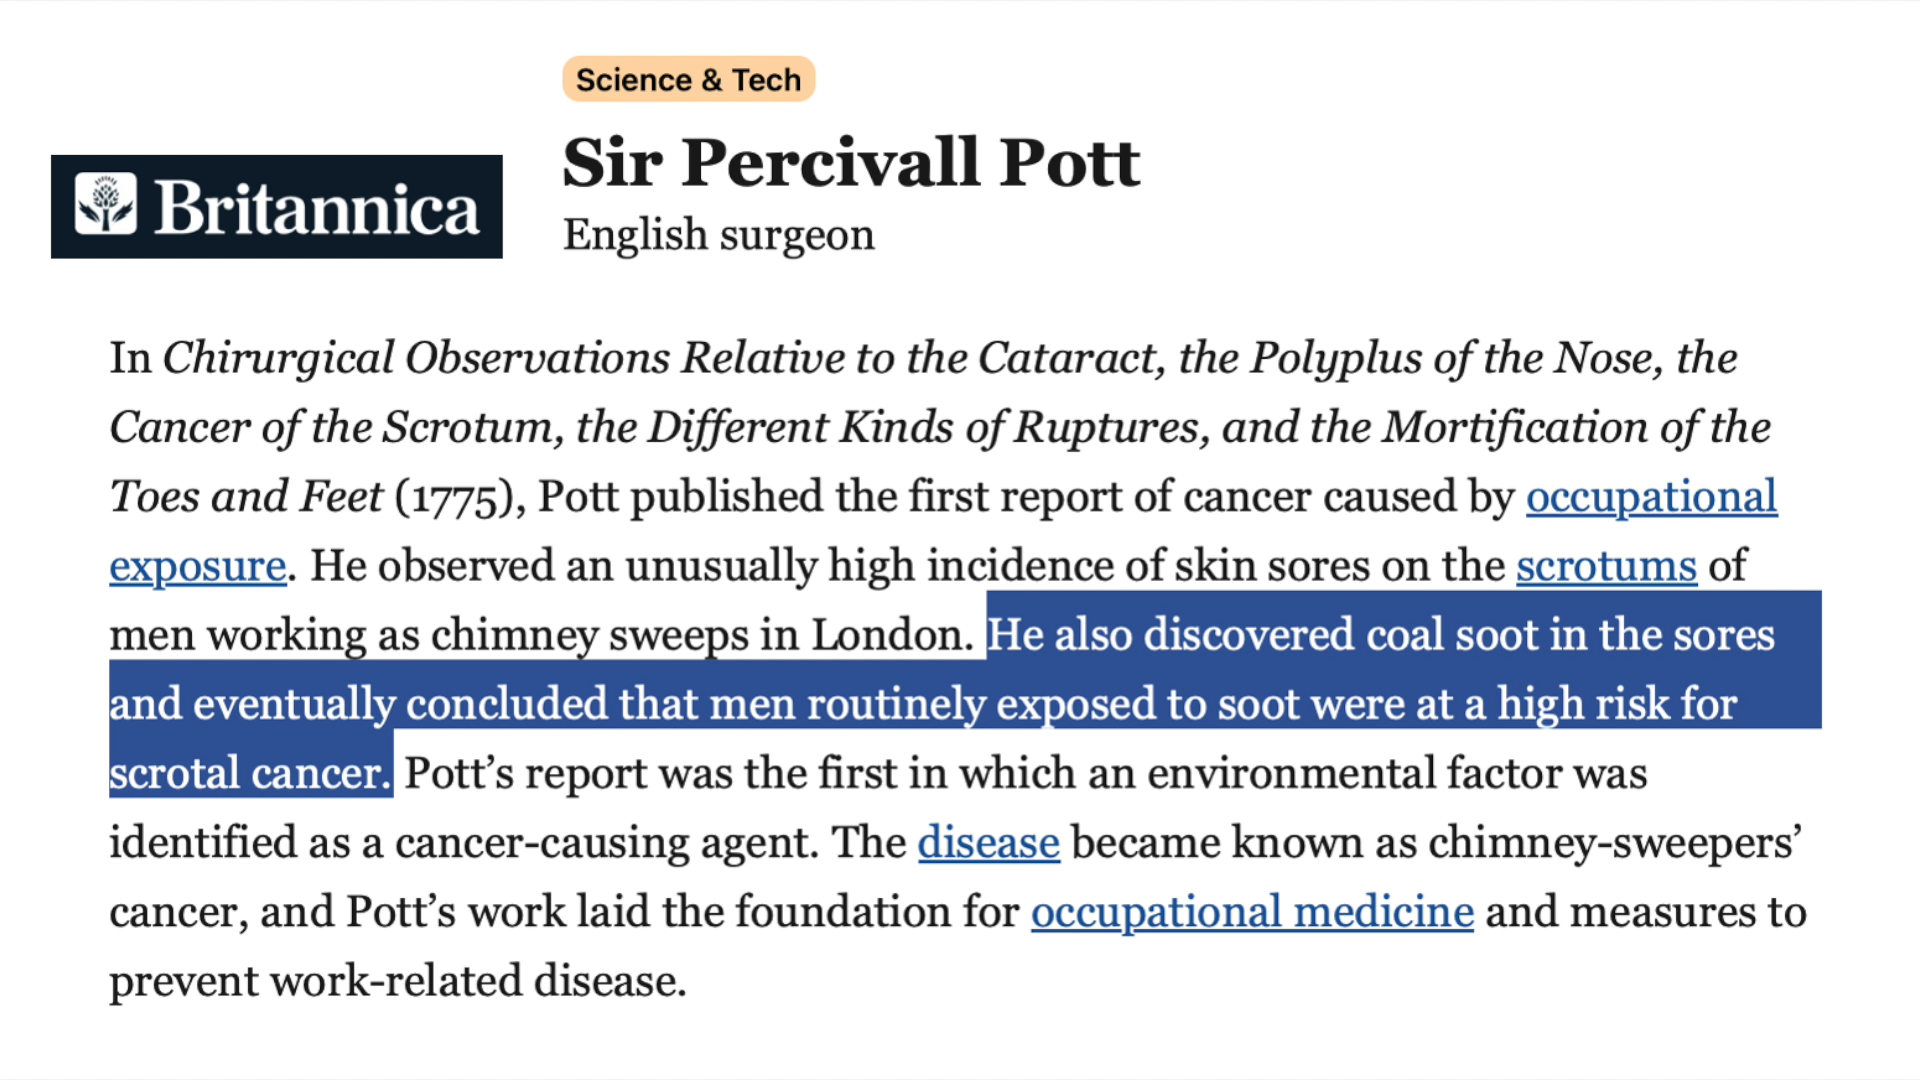 Science & Tech
Sir Percivall Pott
Britannica
English surgeon
In Chirurgical Observations Relative to the Cataract, the Polyplus of the Nose, the
Cancer of the Scrotum, the Different Kinds of Ruptures, and the Mortification of the
Toes and Feet (1775), Pott published the first report of cancer caused by occupational
exposure. He observed an unusually high incidence of skin sores on the scrotums of
men working as chimney sweeps in London. He also discovered coal soot in the sores
and eventually concluded that men routinely exposed to soot were at a high risk for
scrotal cancer. Pott’s report was the first in which an environmental factor was
identified as a cancer-causing agent. The disease became known as chimney-sweepers’
cancer, and Pott’s work laid the foundation for occupational medicine and measures to
prevent work-related disease.